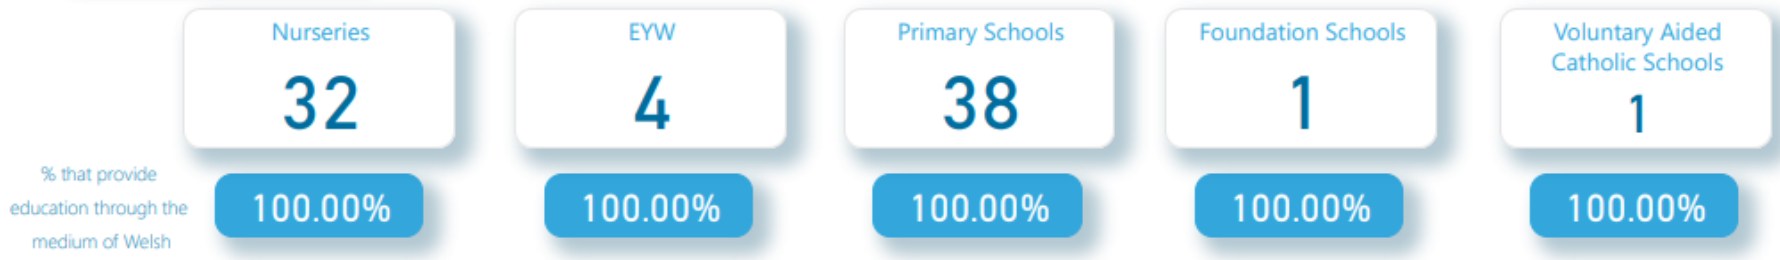 Nurseries
32
EYW
4
Primary Schools
38
Foundation Schools
1
Voluntary Aided
Catholic Schools
1
% that provide
education through the
medium of Welsh
100.00%
100.00%
100.00%
100.00%
100.00%